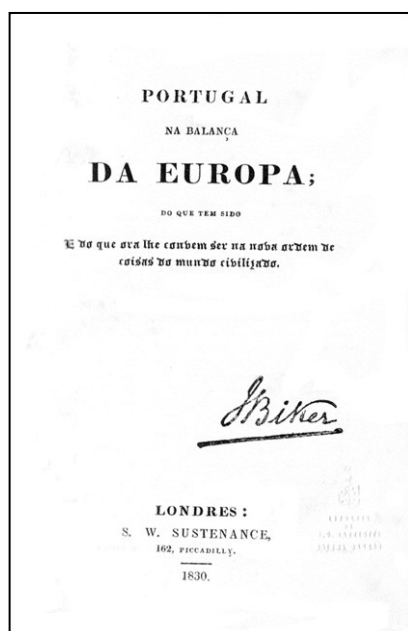 PORTUGAL
NA BALANÇA
DA EUROPA;
DO QUE TEM SIDO
E do que ora lhe convem ser na nova ordem de
coisas do mundo civilizado.
JBiker
LONDRES:
S. W. SUSTENANCE,
162, PICCADILLY.
1830.